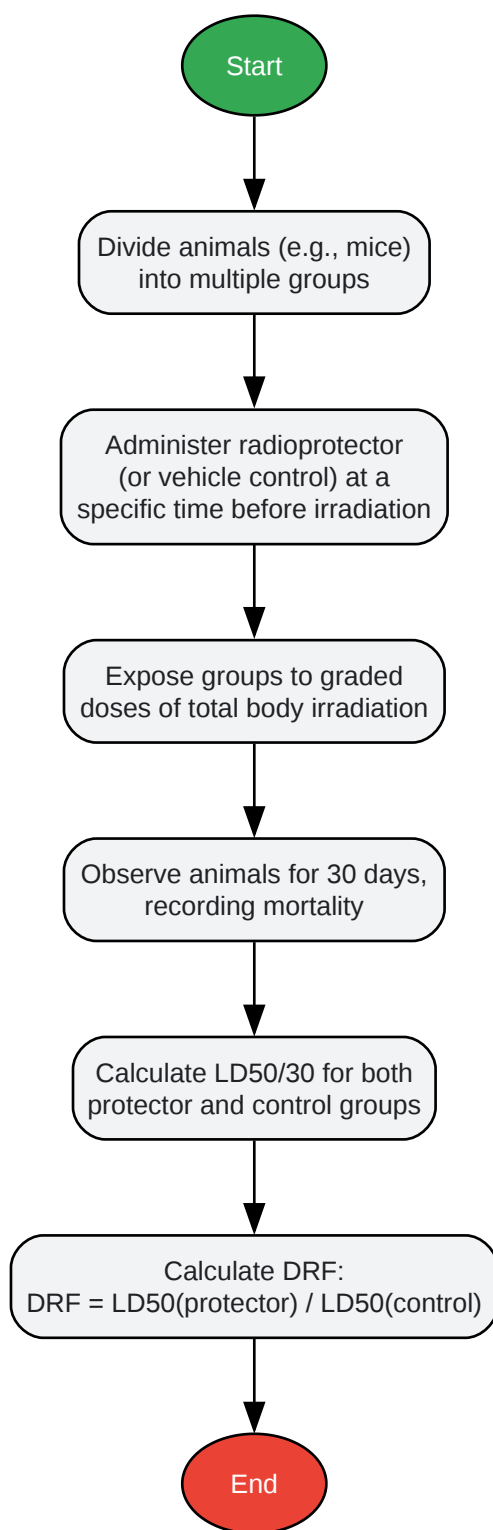 Start
Divide animals (e.g., mice)
into multiple groups
Administer radioprotector
(or vehicle control) at a
specific time before irradiation
Expose groups to graded
doses of total body irradiation
Observe animals for 30 days,
recording mortality
Calculate LD50/30 for both
protector and control groups
Calculate DRF:
DRF = LD50(protector) / LD50(control)
End